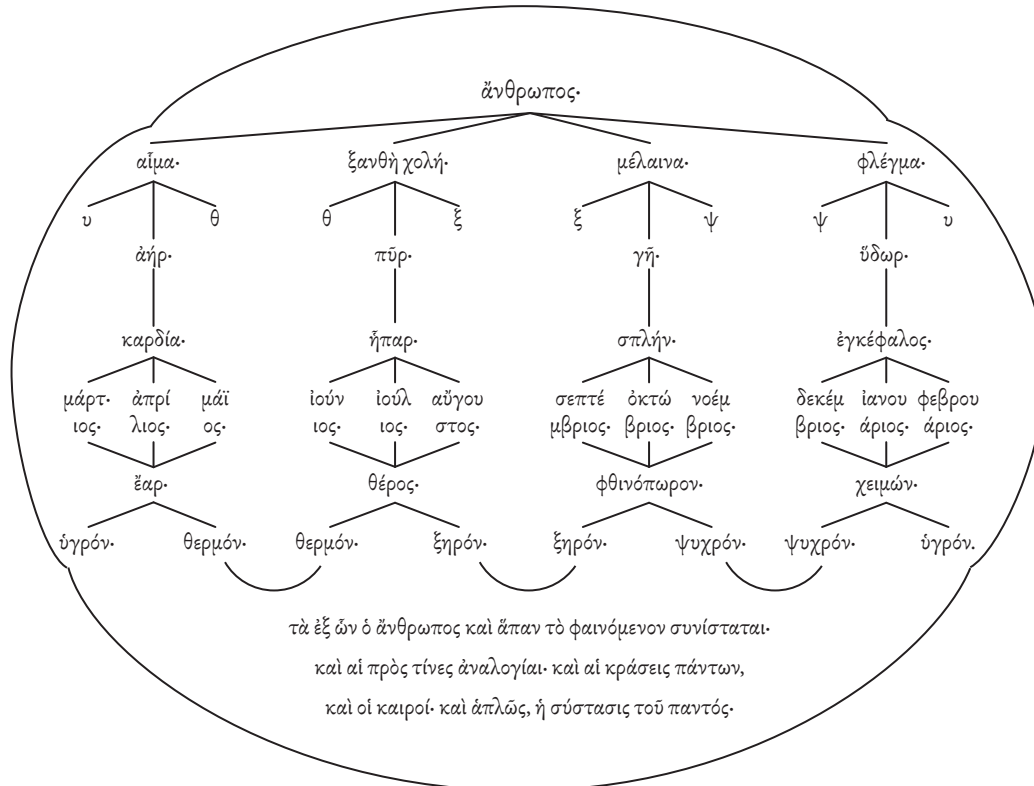 ἄνθρωπος·
αἷμα· ξανθὴ χολή· μέλαινα· φλέγμα·
υ θ θ ξ ξ ψ ψ υ
ἀήρ· πῦρ· γῆ· ὕδωρ·
καρδία· ἧπαρ· σπλήν· ἐγκέφαλος·
μάρτ· ἀπρί μάϊ ἰούν ἰούλ αὔγου σεπτέ ὀκτώ νοέμ δεκέμ ἰανου φεβρου
ιος· λιος· ος· ιος· ιος· στος· μβριος· βριος· βριος· βριος· άριος· άριος·
ἔαρ· θέρος· φθινόπωρον· χειμών·
ὑγρόν· θερμόν· θερμόν· ξηρόν· ξηρόν· ψυχρόν· ψυχρόν· ὑγρόν.
τὰ ἐξ ὧν ὁ ἄνθρωπος καὶ ἅπαν τὸ φαινόμενον συνίσταται·
καὶ αἱ πρὸς τίνες ἀναλογίαι· καὶ αἱ κράσεις πάντων,
καὶ οἱ καιροί· καὶ ἁπλῶς, ἡ σύστασις τοῦ παντός·